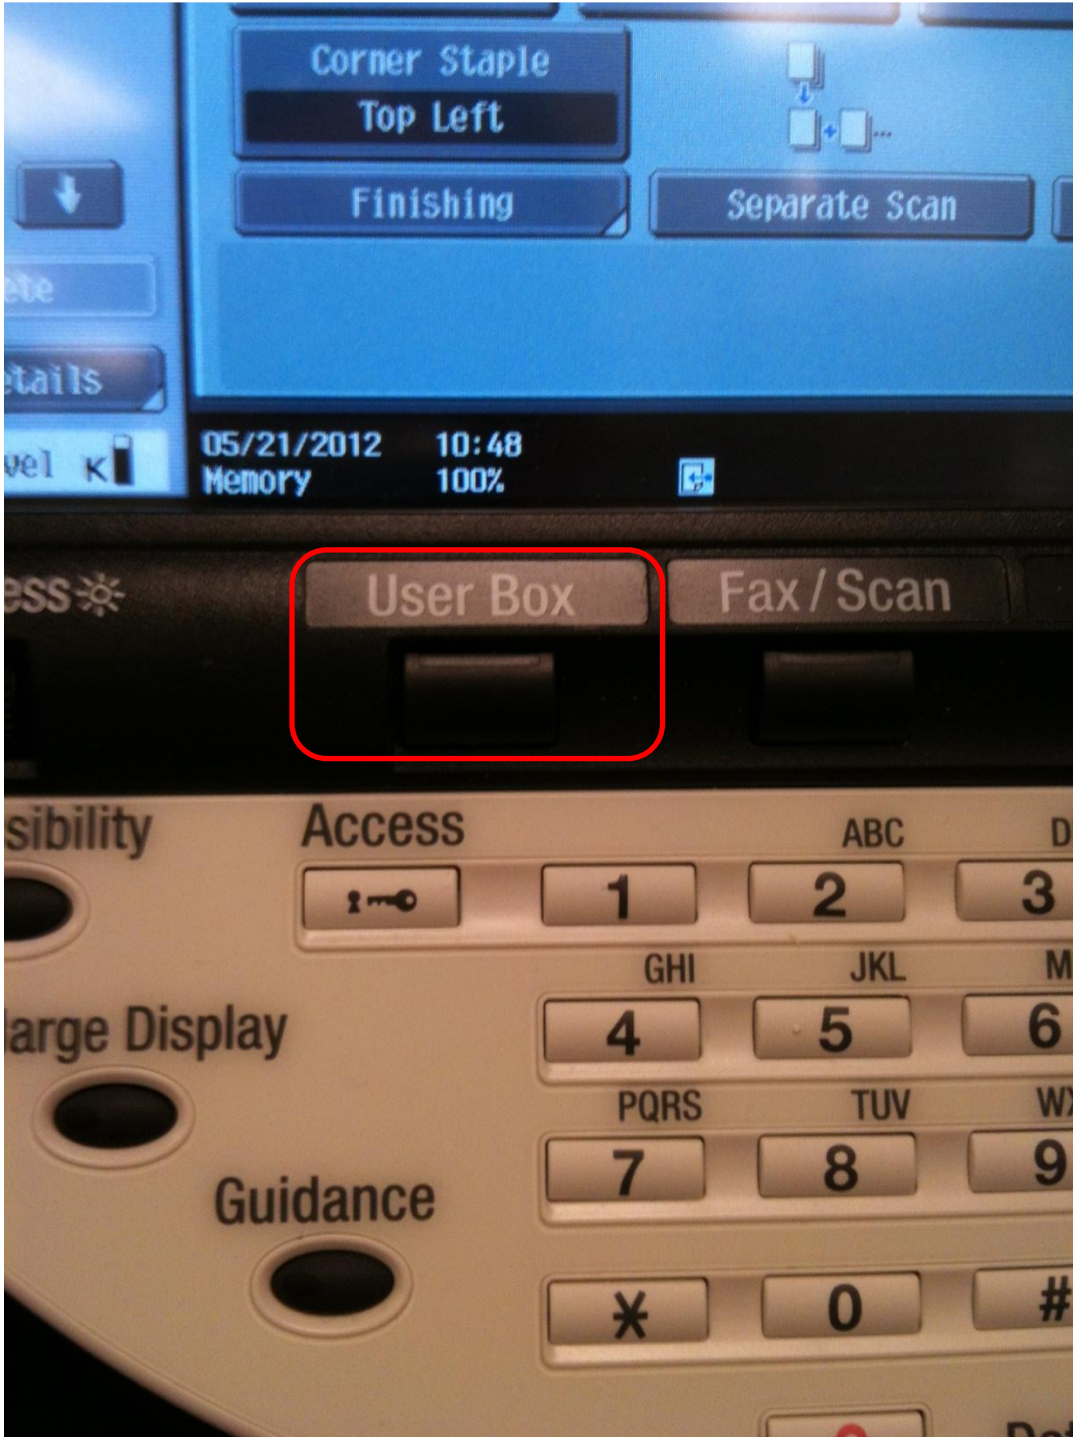 Corner Staple
Top Left
Finishing
Separate Scan
05/21/2012 10:48
Memory 100%
K
User Box
Fax/Scan
Access
ABC
1
2
3
GHI
JKL
4
5
6
Display
PQRS
TUV
7
8
9
Guidance
*
0
#